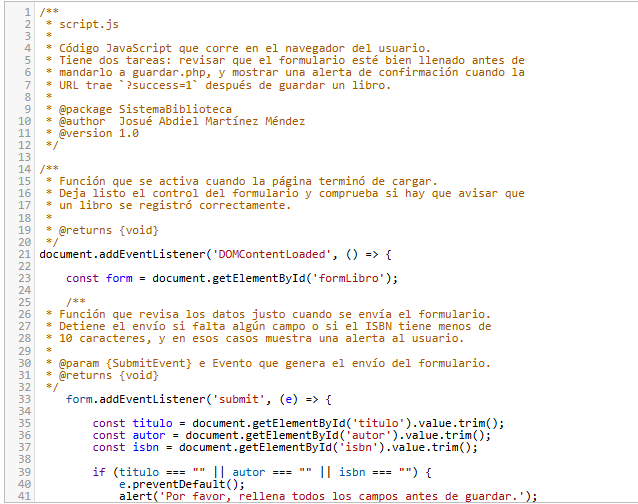 1 /**
2  * script.js
3  *
4  * Código JavaScript que corre en el navegador del usuario.
5  * Tiene dos tareas: revisar que el formulario esté bien llenado antes de
6  * mandarlo a guardar.php, y mostrar una alerta de confirmación cuando la
7  * URL trae `?success=1` después de guardar un libro.
8  *
9  * @package SistemaBiblioteca
10  * @author  Josué Abdiel Martínez Méndez
11  * @version 1.0
12  */
13
14 /**
15  * Función que se activa cuando la página terminó de cargar.
16  * Deja listo el control del formulario y comprueba si hay que avisar que
17  * un libro se registró correctamente.
18  *
19  * @returns {void}
20  */
21 document.addEventListener('DOMContentLoaded', () => {
22
23     const form = document.getElementById('formLibro');
24
25     /**
26  * Función que revisa los datos justo cuando se envía el formulario.
27  * Detiene el envío si falta algún campo o si el ISBN tiene menos de
28  * 10 caracteres, y en esos casos muestra una alerta al usuario.
29  *
30  * @param {SubmitEvent} e Evento que genera el envío del formulario.
31  * @returns {void}
32  */
33     form.addEventListener('submit', (e) => {
34
35         const titulo = document.getElementById('titulo').value.trim();
36         const autor = document.getElementById('autor').value.trim();
37         const isbn = document.getElementById('isbn').value.trim();
38
39         if (titulo === "" || autor === "" || isbn === "") {
40             e.preventDefault();
41             alert('Por favor, rellena todos los campos antes de guardar.');